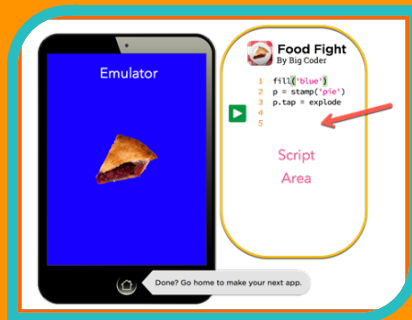 Emulator
Food Fight
By Big Coder
1 fill('blue')
2 p = stamp('pie')
3 p.tap = explode
4
5
Script
Area
Done? Go home to make your next app.